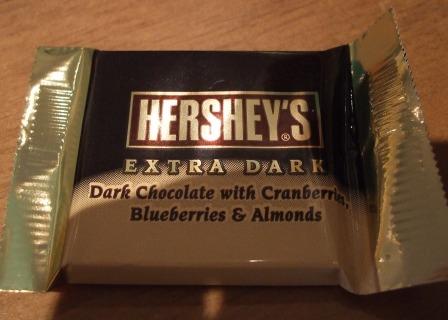 HERSHEY'S®
EXTRA DARK
Dark Chocolate with Cranberries,
Blueberries & Almonds